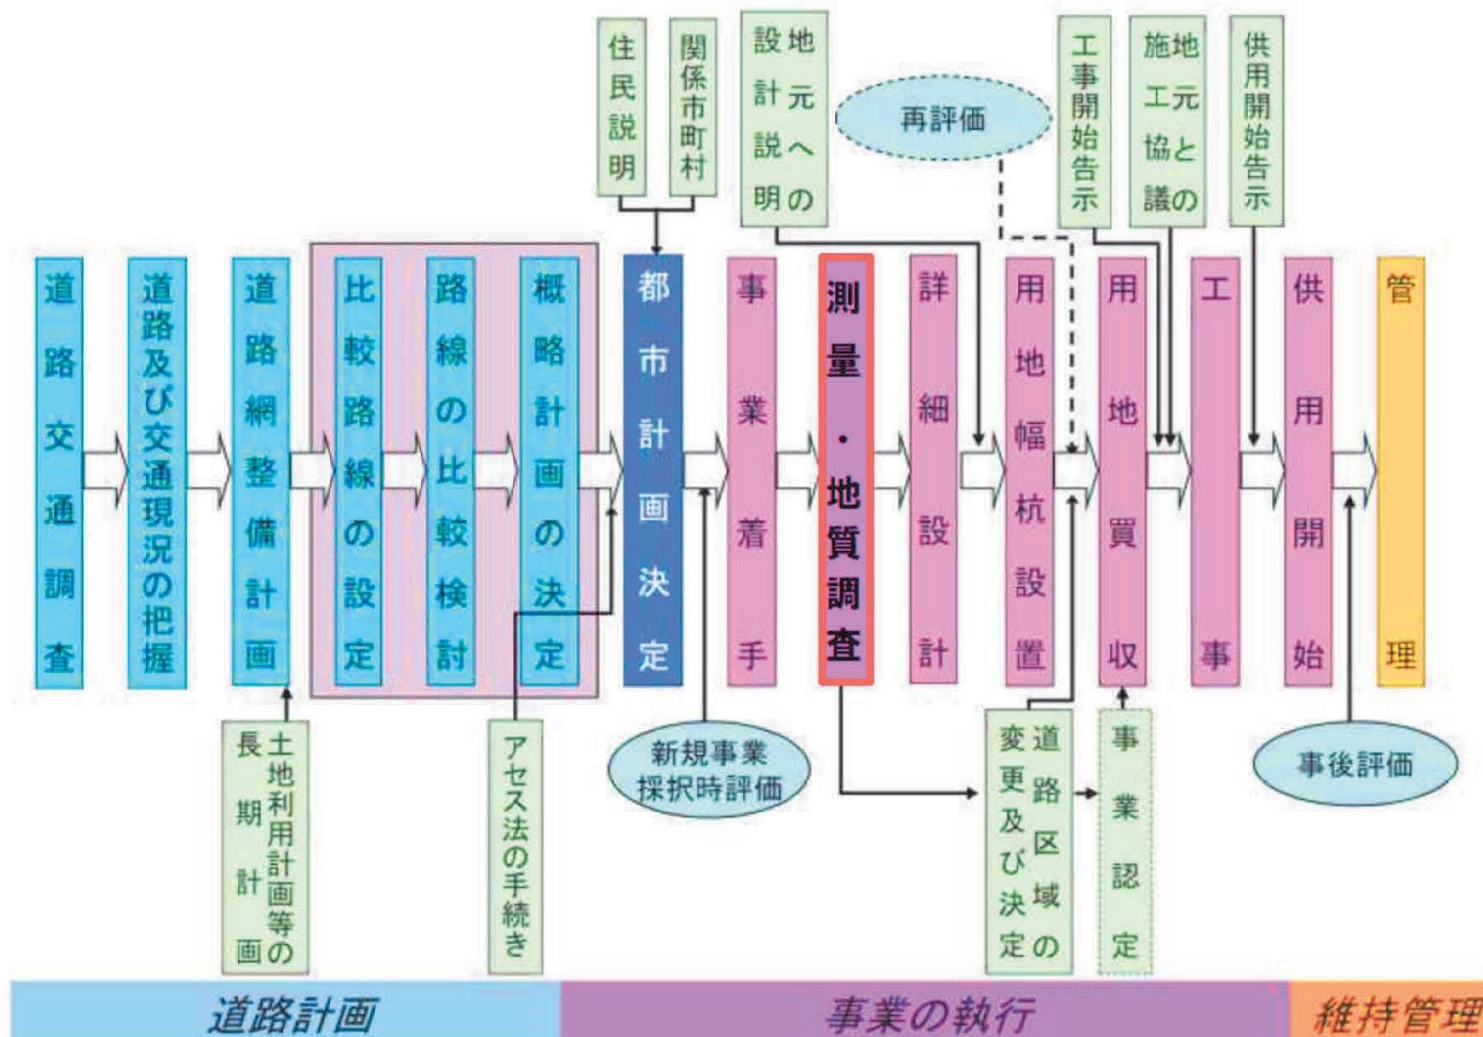 住民説明
関係市町村
地元への
設計説明
再評価
工事開始告示
地元との
施工協議
供用開始告示
道路交通調査
道路及び交通現況の把握
道路網整備計画
比較路線の設定
路線の比較検討
概略計画の決定
都市計画決定
事業着手
測量・地質調査
詳細設計
用地幅杭設置
用地買収
工事
供用開始
管理
土地利用計画等の
長期計画
アセス法の手続き
新規事業
採択時評価
道路区域の
変更及び決定
事業認定
事後評価
道路計画
事業の執行
維持管理